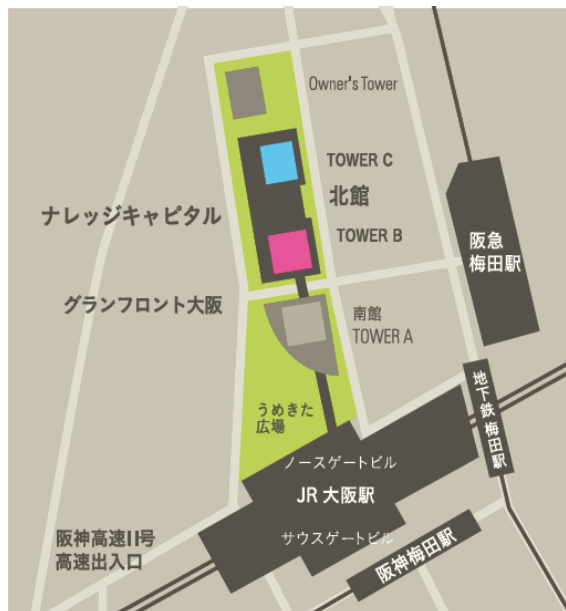 Owner's Tower
TOWER C
北館
ナレッジキャピタル
TOWER B
阪急
梅田駅
グランフロント大阪
南館
TOWER A
うめきた
広場
地下鉄 梅田駅
ノースゲートビル
JR 大阪駅
サウスゲートビル
阪神高速11号
高速出入口
阪神梅田駅